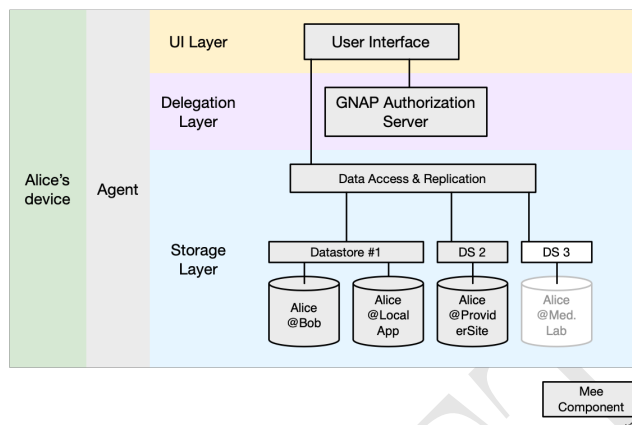 UI Layer
User Interface
Delegation
Layer
GNAP Authorization
Server
Alice's
device
Agent
Storage
Layer
Data Access & Replication
Datastore #1
DS 2
DS 3
Alice
@Bob
Alice
@Local
App
Alice
@Provid
erSite
Alice
@Med.
Lab
Mee
Component